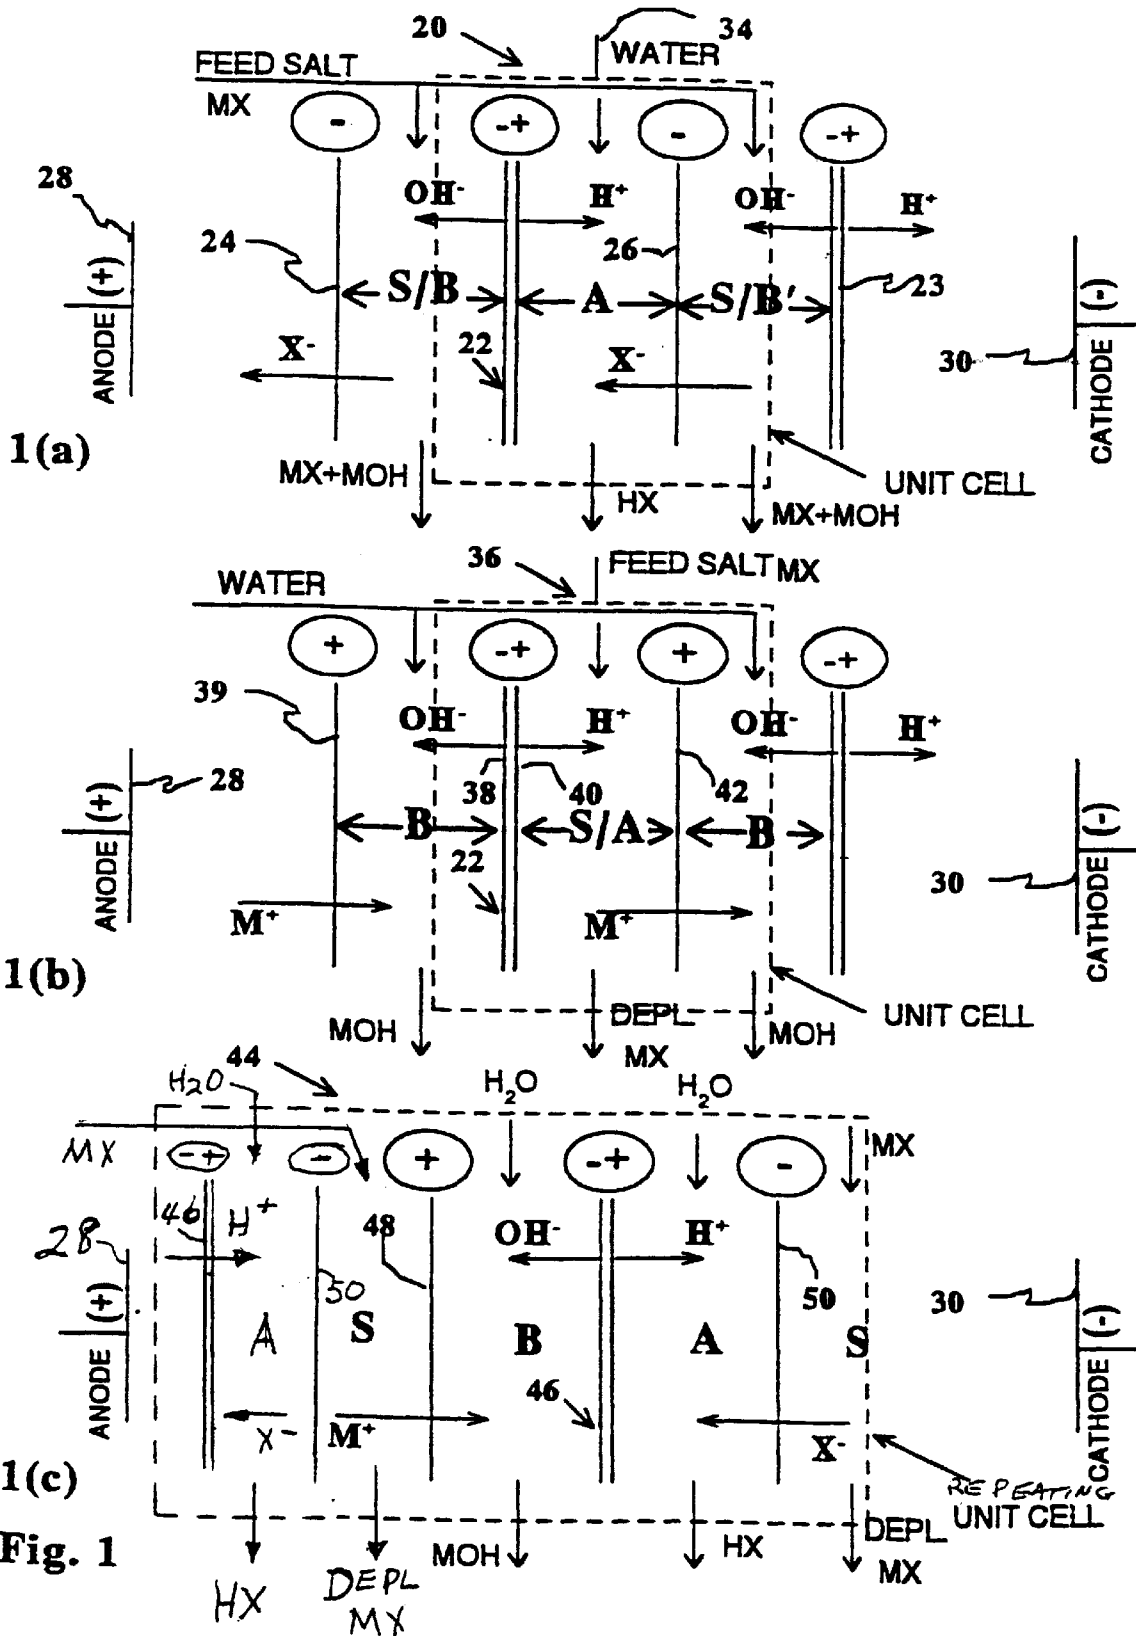 20
34
FEED SALT
WATER
MX
-
-+
-
-+
28
OH-
H+
OH-
H+
24
26
S/B
A
S/B'
23
ANODE (+)
X-
22
X-
30
CATHODE (-)
1(a)
MX+MOH
HX
MX+MOH
UNIT CELL
36
FEED SALT MX
WATER
+
-+
+
-+
39
OH-
H+
OH-
H+
28
38
40
42
B
S/A
B
ANODE (+)
22
30
CATHODE (-)
M+
M+
1(b)
MOH
DEPL
MX
MOH
UNIT CELL
44
H2O
H2O
H2O
MX
MX
-+
-
+
-+
-
46
H+
48
OH-
H+
28
50
50
30
A
S
B
A
S
ANODE (+)
46
CATHODE (-)
X-
M+
X-
1(c)
REPEATING
UNIT CELL
Fig. 1
HX
DEPL
MX
MOH
HX
DEPL
MX